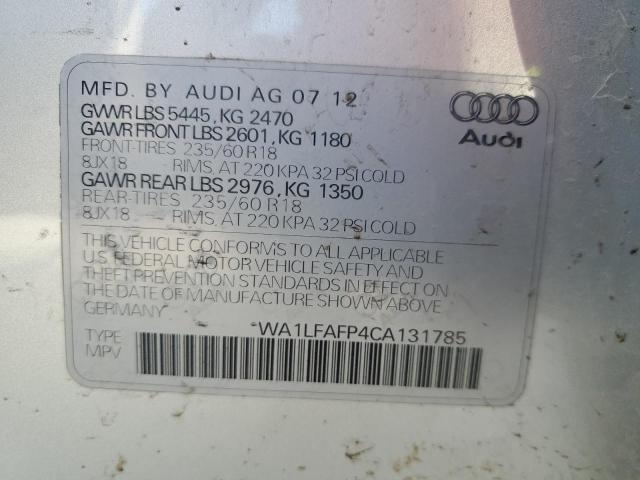 MFD. BY AUDI AG 07 12
GVWR LBS 5445, KG 2470
GAWR FRONT LBS 2601, KG 1180
FRONT-TIRES 235/60 R18
8JX18 RIMS, AT 220 KPA 32 PSI COLD
GAWR REAR LBS 2976, KG 1350
REAR-TIRES 235/60 R18
8JX18 RIMS, AT 220 KPA 32 PSI COLD
Audi
THIS VEHICLE CONFORMS TO ALL APPLICABLE
U.S FEDERAL MOTOR VEHICLE SAFETY AND
THEFT PREVENTION STANDARDS IN EFFECT ON
THE DATE OF MANUFACTURE SHOWN ABOVE
GERMANY
TYPE
MPV
*WA1LFAFP4CA131785